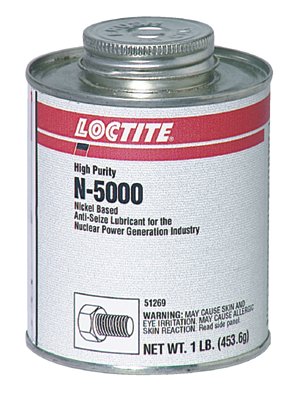 LOCTITE
High Purity
N-5000
Nickel Based
Anti-Seize Lubricant for the
Nuclear Power Generation Industry
51269
WARNING: MAY CAUSE SKIN AND
EYE IRRITATION. MAY CAUSE ALLERGIC
SKIN REACTION. Read side panel.
NET WT. 1 LB. (453.6g)